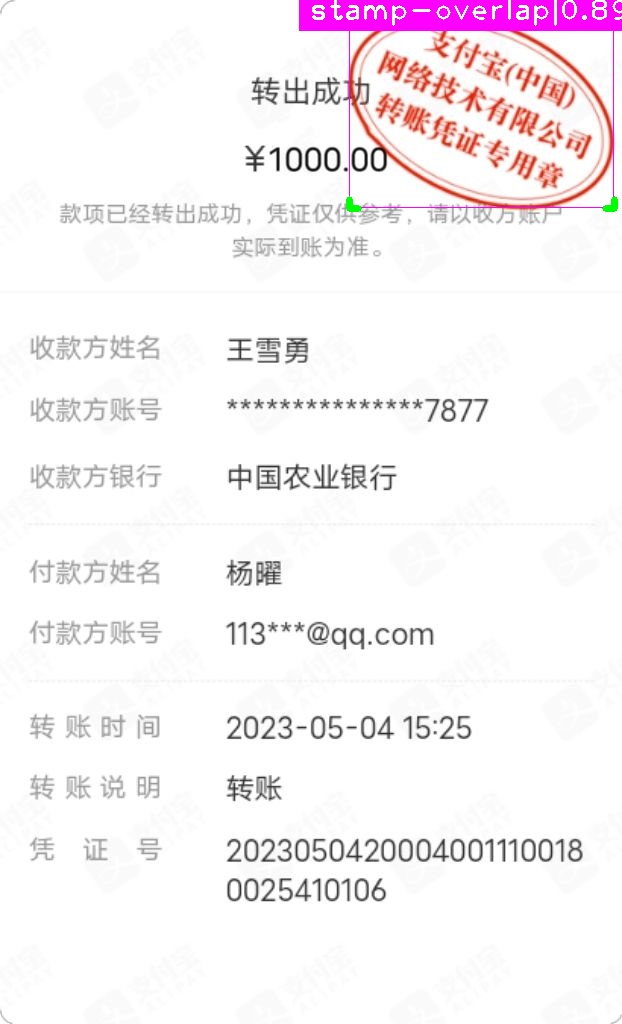 stamp-overlap|0.89
支付宝(中国)
网络技术有限公司
转账凭证专用章
转出成功
¥1000.00
款项已经转出成功，凭证仅供参考，请以收方账户
实际到账为准。
收款方姓名 王雪勇
收款方账号 ***************7877
收款方银行 中国农业银行
付款方姓名 杨曜
付款方账号 113***@qq.com
转账时间 2023-05-04 15:25
转账说明 转账
凭证号 2023050420004001110018
0025410106